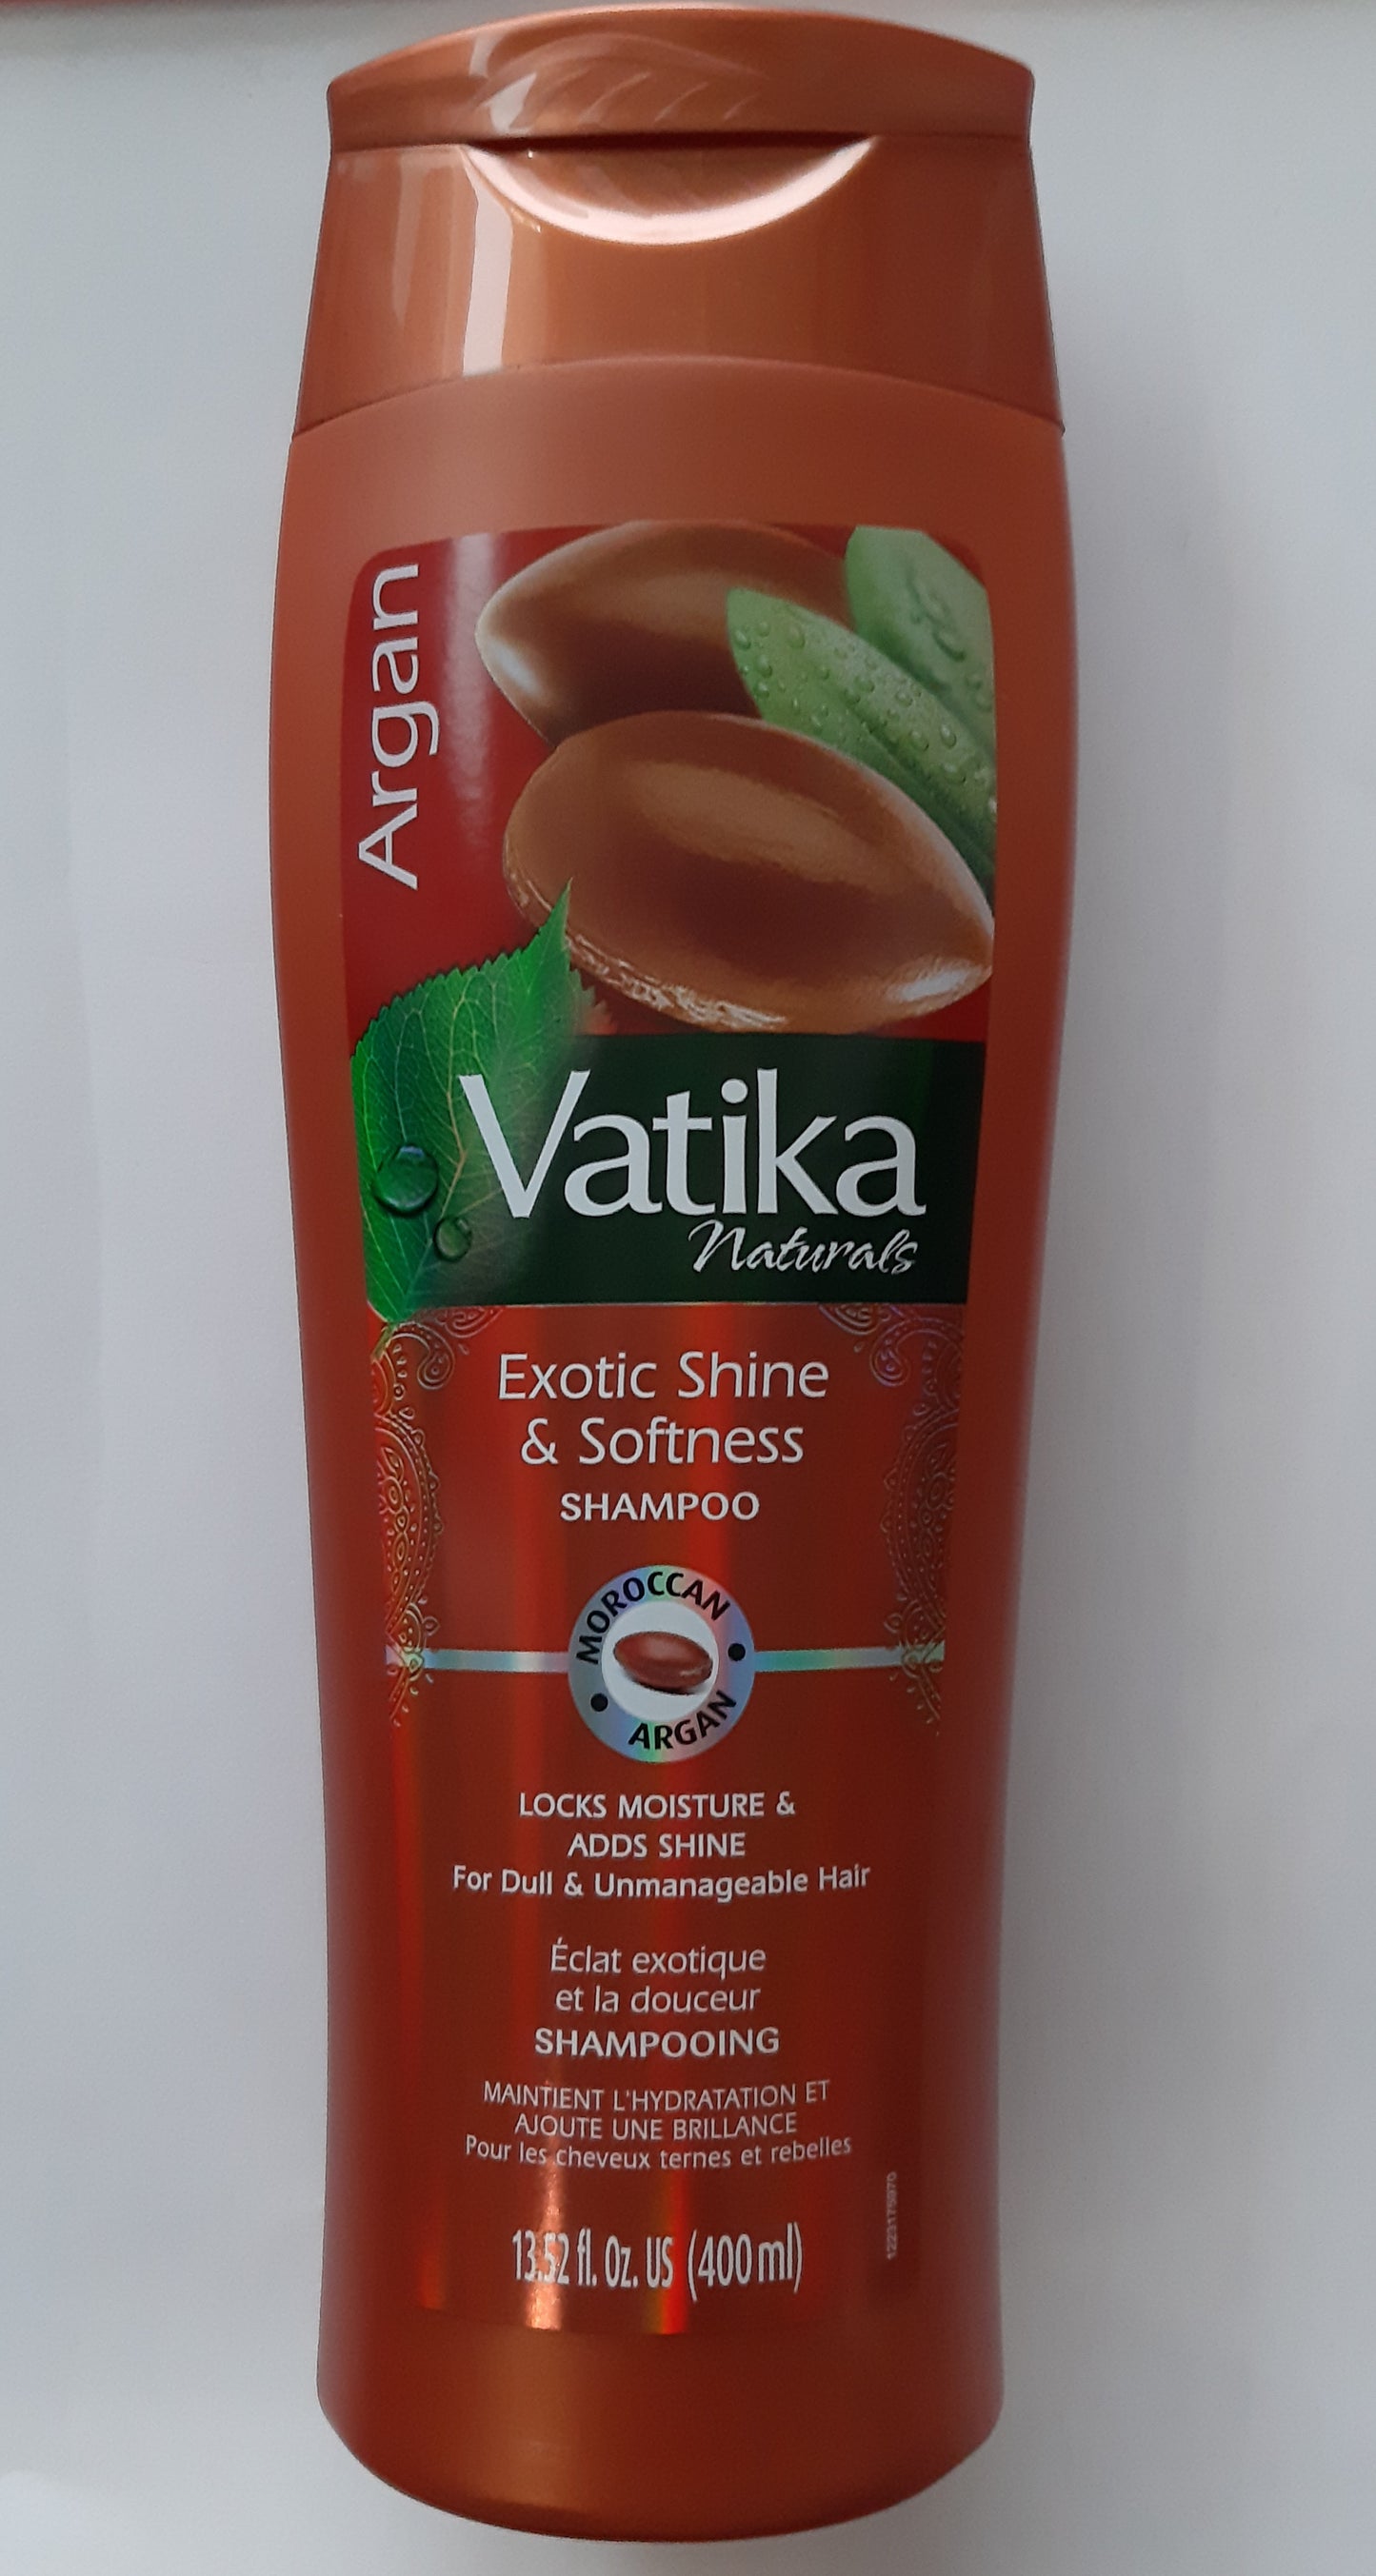 Argan
Vatika
Naturals
Exotic Shine
& Softness
SHAMPOO
MOROCCAN
ARGAN
LOCKS MOISTURE &
ADDS SHINE
For Dull & Unmanageable Hair
Éclat exotique
et la douceur
SHAMPOOING
MAINTIENT L'HYDRATATION ET
AJOUTE UNE BRILLANCE
Pour les cheveux ternes et rebelles
13.52 fl. Oz. US (400 ml)